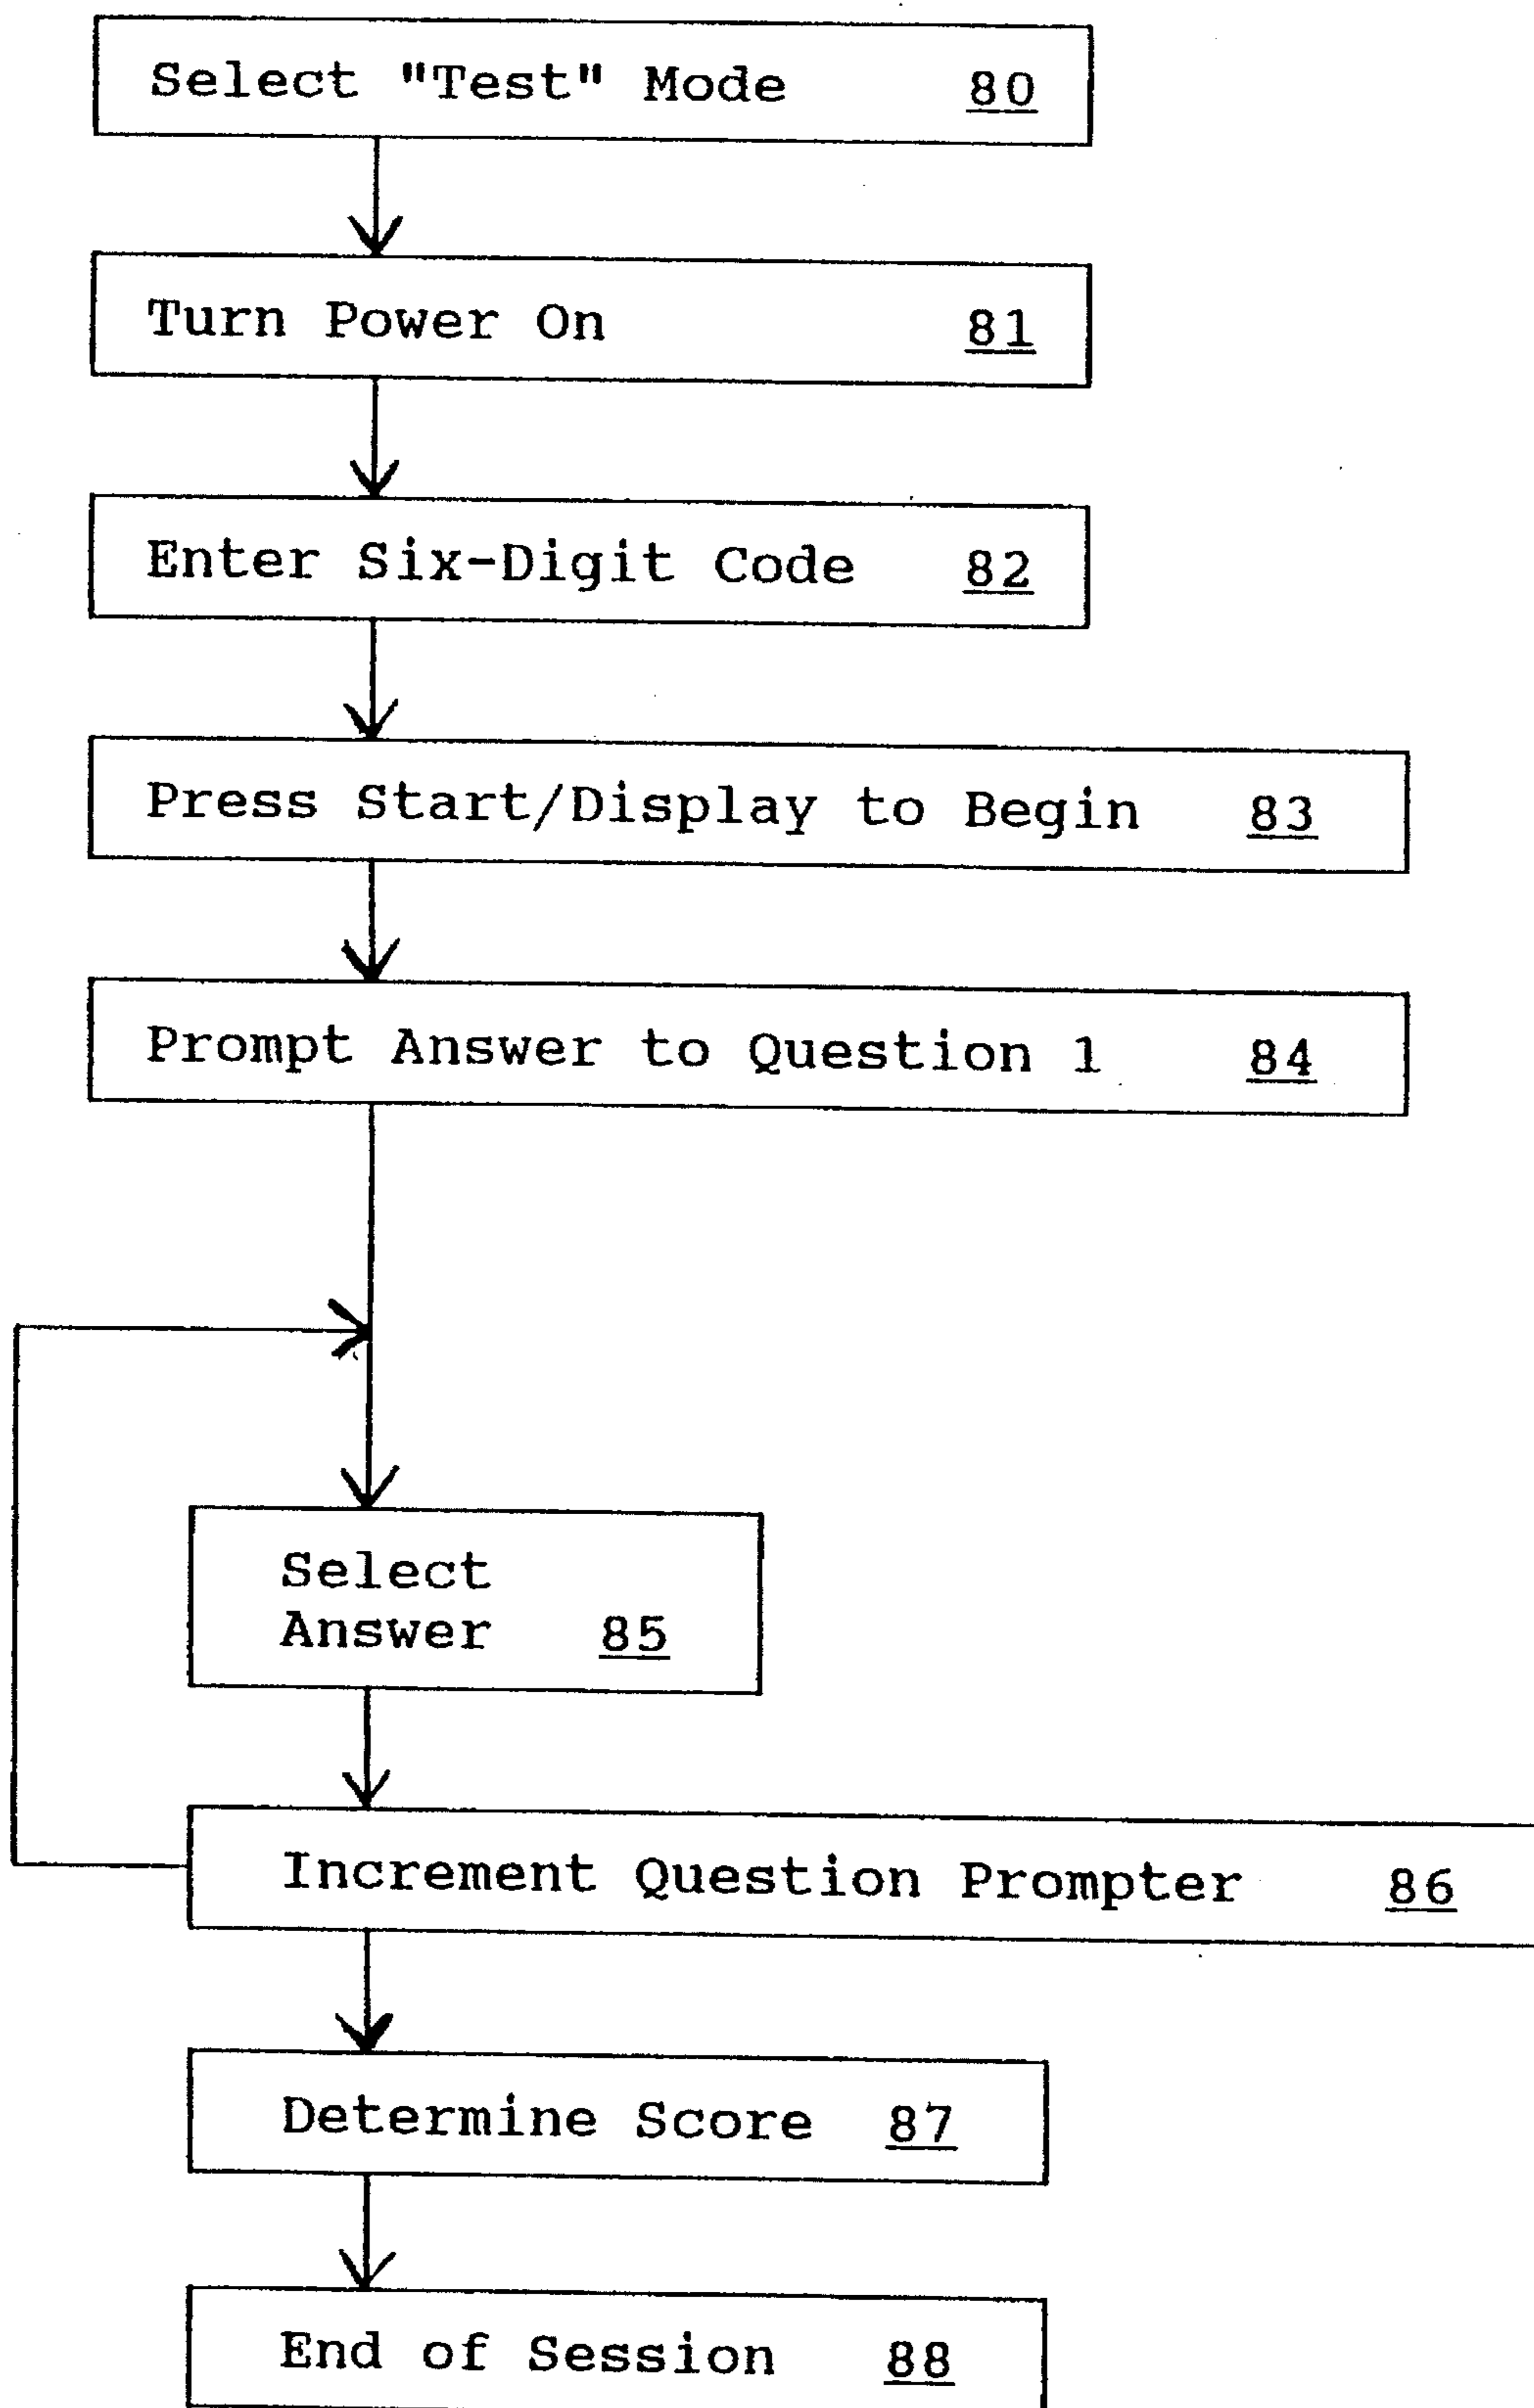 Select "Test" Mode 80
Turn Power On 81
Enter Six-Digit Code 82
Press Start/Display to Begin 83
Prompt Answer to Question 1 84
Select
Answer 85
Increment Question Prompter 86
Determine Score 87
End of Session 88